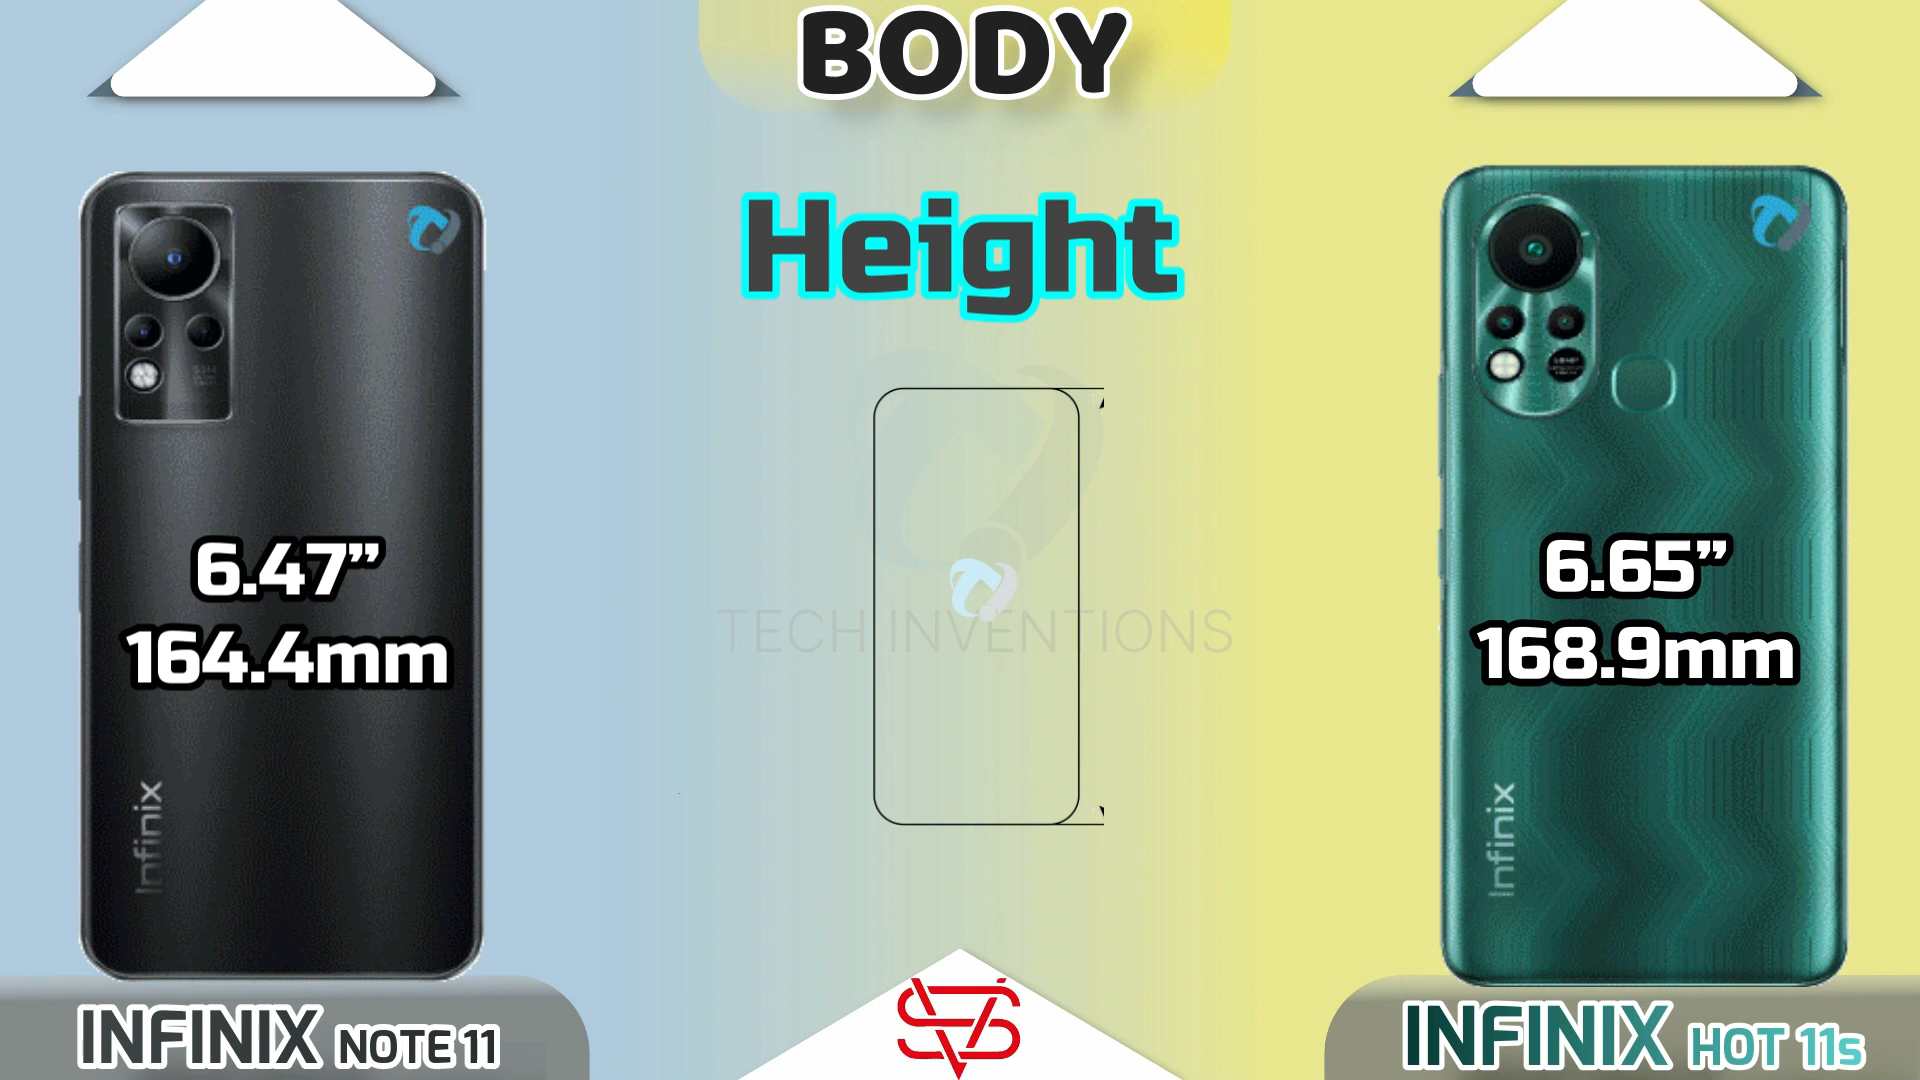 BODY
Height
6.47”
164.4mm
6.65”
168.9mm
TECH INVENTIONS
Infinix
Infinix
INFINIX NOTE 11
VS
INFINIX HOT 11s